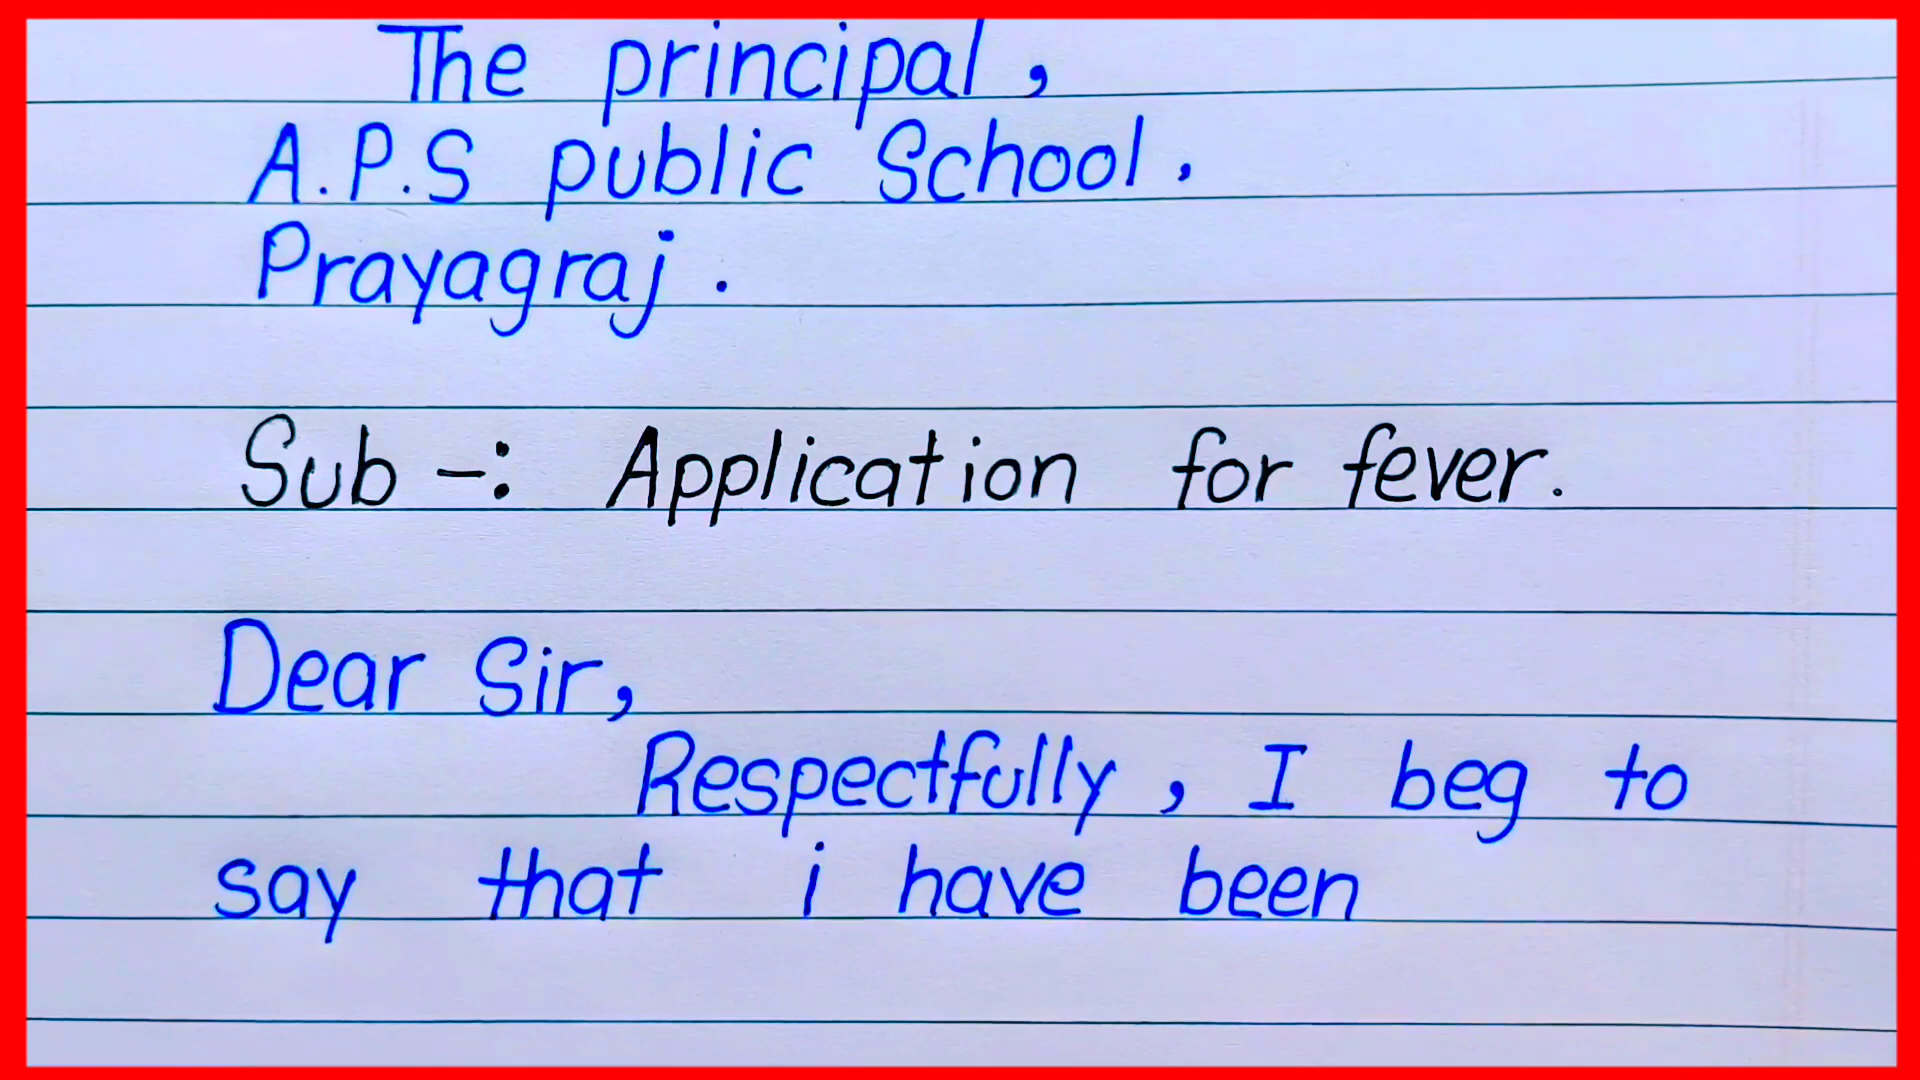 The principal,
A.P.S public School.
Prayagraj.
Sub -: Application for fever.
Dear Sir,
Respectfully, I beg to
say that i have been